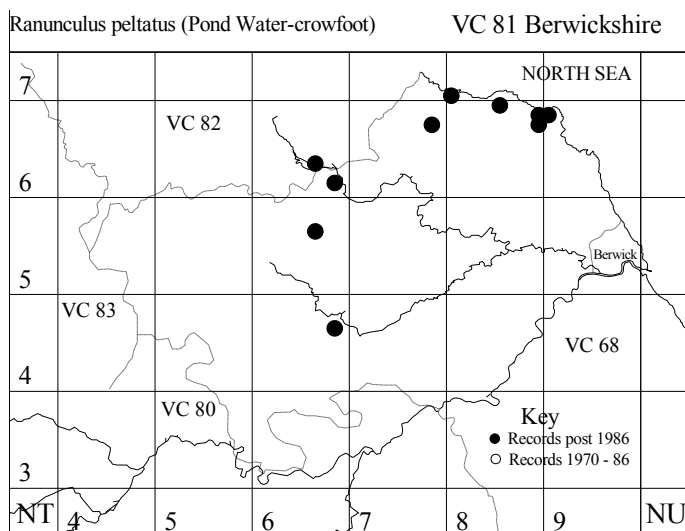 Ranunculus peltatus (Pond Water-crowfoot) VC 81 Berwickshire
NORTH SEA
7
VC 82
6
Berwick
5
VC 83
VC 68
4
VC 80
Key
Records post 1986
Records 1970 - 86
3
NT 4 5 6 7 8 9 NU